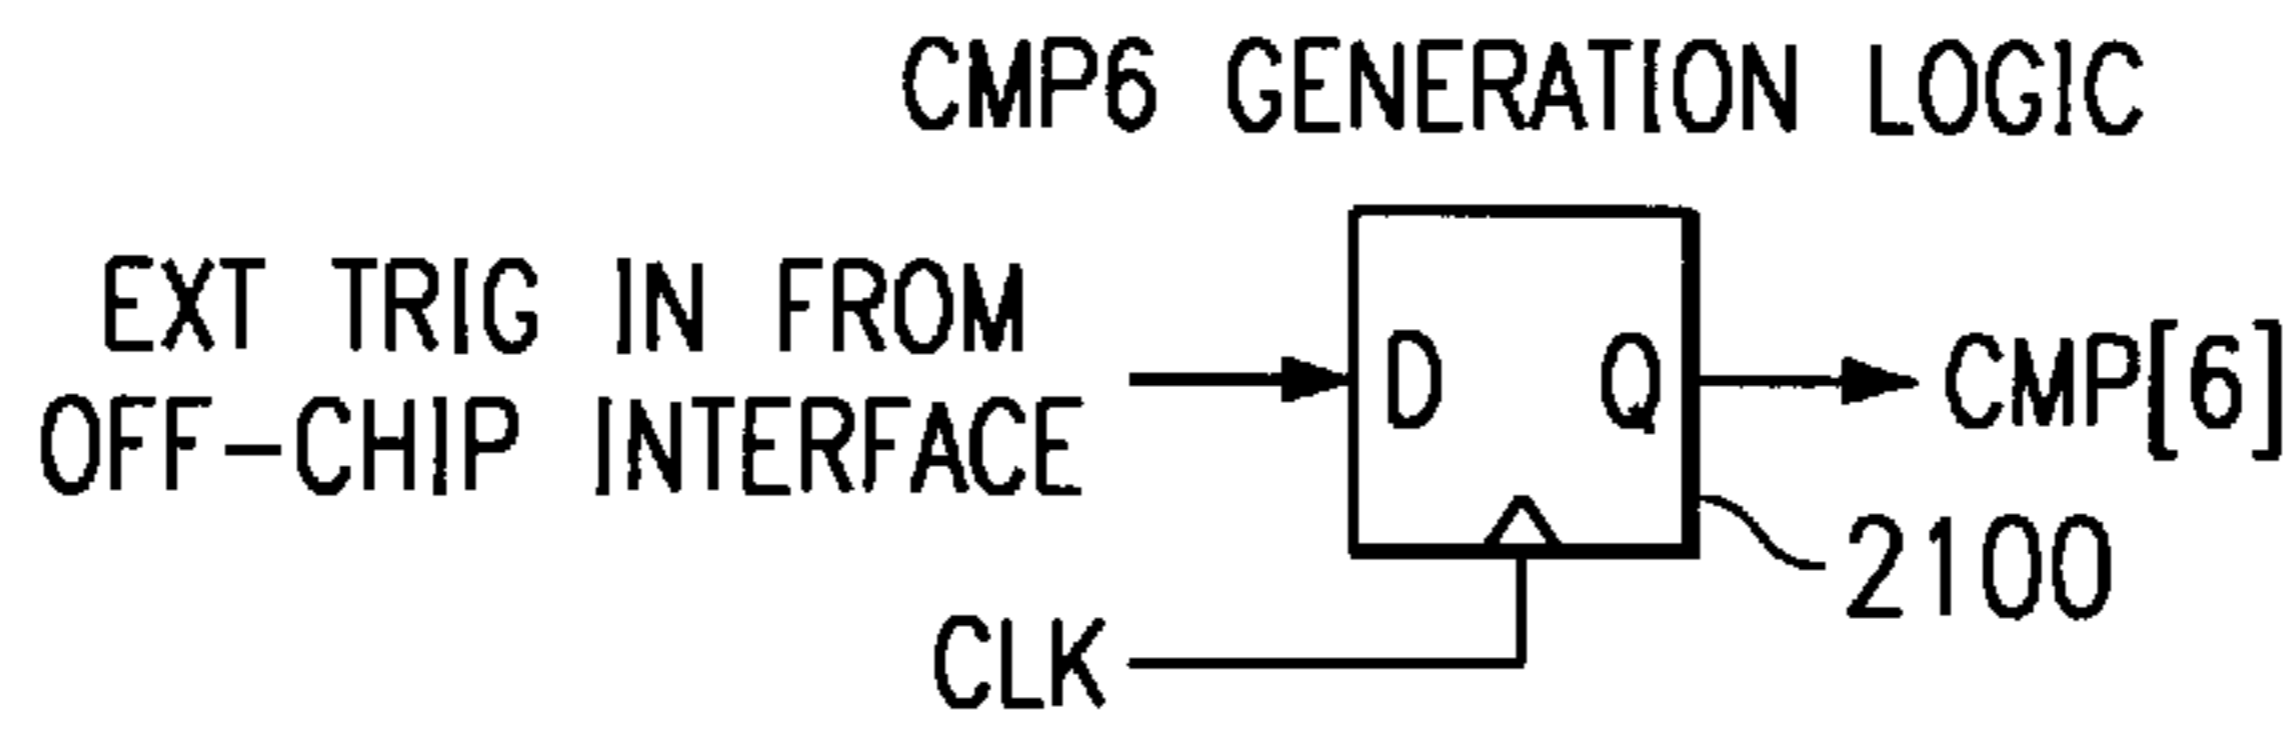 CMP6 GENERATION LOGIC
EXT TRIG IN FROM
OFF-CHIP INTERFACE
D Q
CMP[6]
2100
CLK